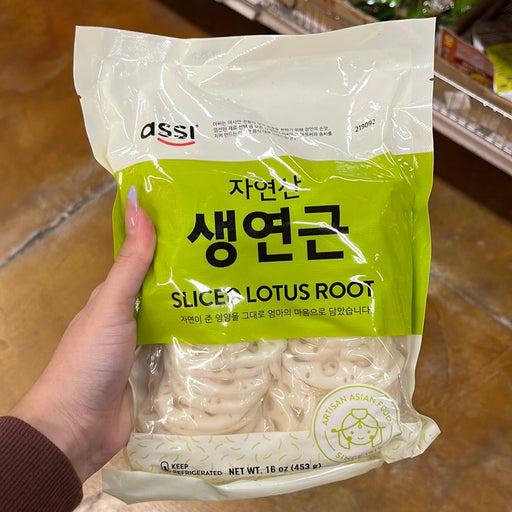 assi
219092
자연산
생연근
SLICED LOTUS ROOT
자연이 준 영양을 그대로 엄마의 마음으로 담았습니다.
ARTISAN ASIAN FOOD
SINCE
KEEP
REFRIGERATED
NET WT. 16 oz (453 g)